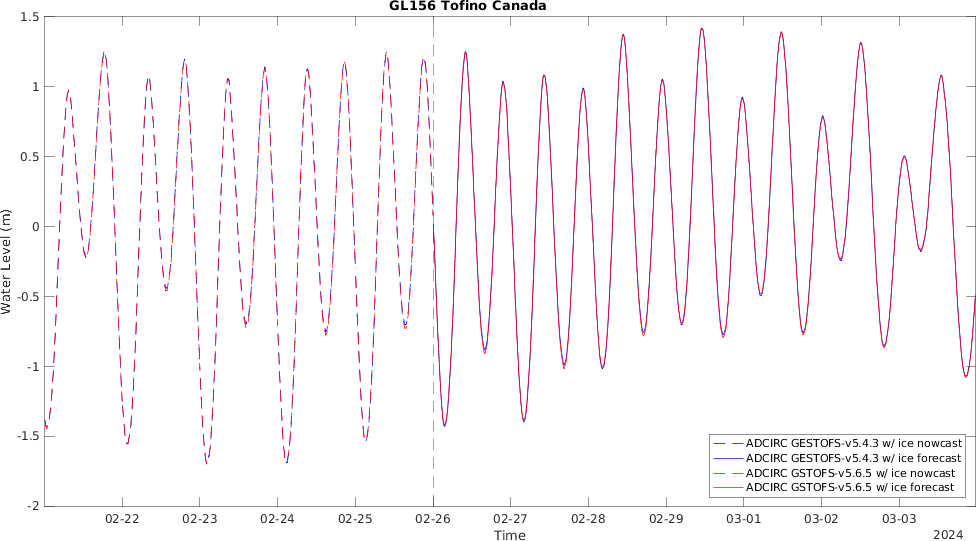 GL156 Tofino Canada
1.5
1
0.5
0
-0.5
-1
-1.5
-2
Water Level (m)
02-22 02-23 02-24 02-25 02-26 02-27 02-28 02-29 03-01 03-02 03-03
Time
2024
ADCIRC GESTOFS-v5.4.3 w/ ice nowcast
ADCIRC GESTOFS-v5.4.3 w/ ice forecast
ADCIRC GSTOFS-v5.6.5 w/ ice nowcast
ADCIRC GSTOFS-v5.6.5 w/ ice forecast